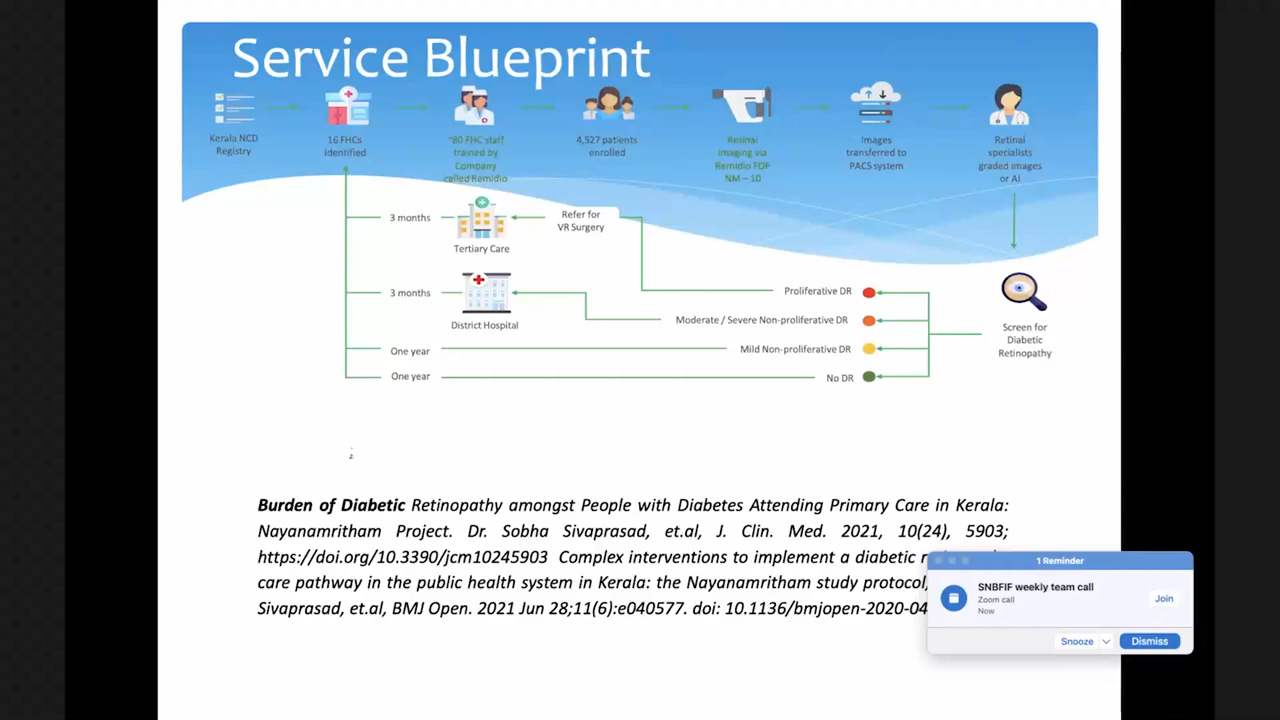 Service Blueprint
Kerala NCD
Registry
16 FHCs
identified
~80 FHC staff
trained by
Company
called Remidio
4,527 patients
enrolled
Retinal
imaging via
Remidio FOP
NM – 10
Images
transferred to
PACS system
Retinal
specialists
graded images
or AI
3 months
Tertiary Care
Refer for
VR Surgery
3 months
District Hospital
Proliferative DR
Moderate / Severe Non-proliferative DR
One year
Mild Non-proliferative DR
One year
No DR
Screen for
Diabetic
Retinopathy
Burden of Diabetic Retinopathy amongst People with Diabetes Attending Primary Care in Kerala:
Nayanamritham Project. Dr. Sobha Sivaprasad, et.al, J. Clin. Med. 2021, 10(24), 5903;
https://doi.org/10.3390/jcm10245903 Complex interventions to implement a diabetic
care pathway in the public health system in Kerala: the Nayanamritham study protocol,
Sivaprasad, et.al, BMJ Open. 2021 Jun 28;11(6):e040577. doi: 10.1136/bmjopen-2020-04
1 Reminder
SNBFIF weekly team call
Zoom call
Now
Join
Snooze
Dismiss